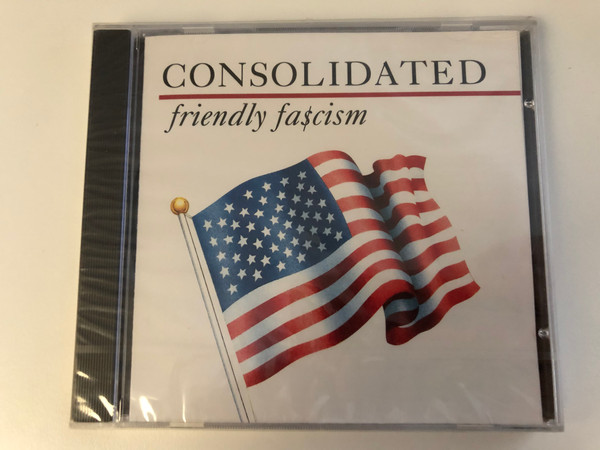 CONSOLIDATED
friendly fa$cism